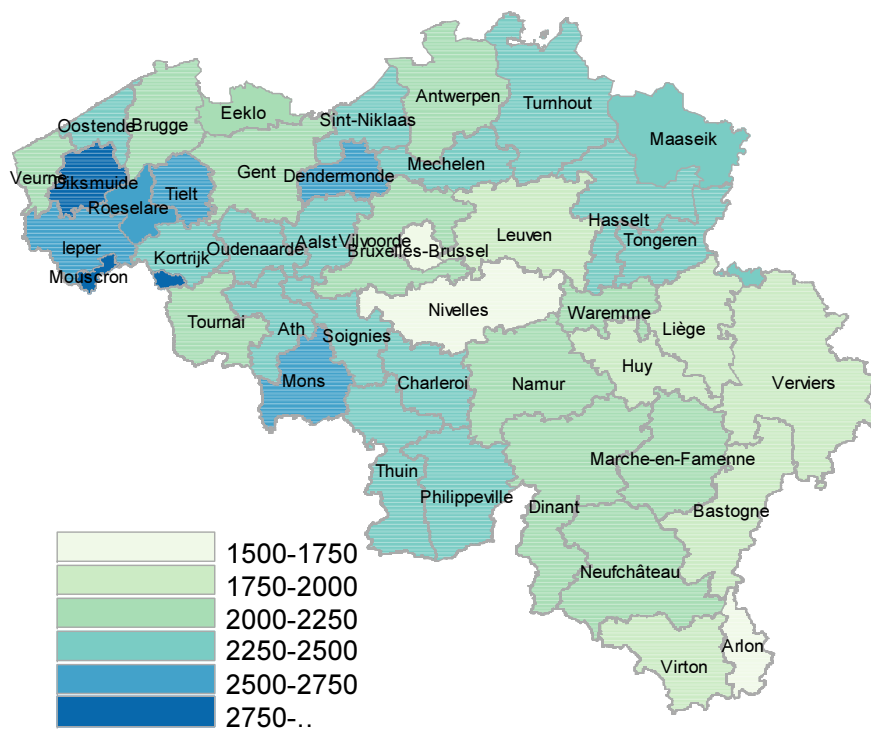 Antwerpen
Turnhout
Eeklo
Sint-Niklaas
Oostende
Brugge
Maaseik
Mechelen
Gent
Veurne
Diksmuide
Tielt
Dendermonde
Roeselare
Hasselt
Ieper
Kortrijk
Oudenaarde
Aalst
Vilvoorde
Leuven
Tongeren
Bruxelles-Brussel
Mouscron
Nivelles
Waremme
Tournai
Ath
Soignies
Liège
Huy
Mons
Charleroi
Namur
Verviers
Marche-en-Famenne
Thuin
Philippeville
Dinant
Bastogne
Neufchâteau
Arlon
Virton
1500-1750
1750-2000
2000-2250
2250-2500
2500-2750
2750-..